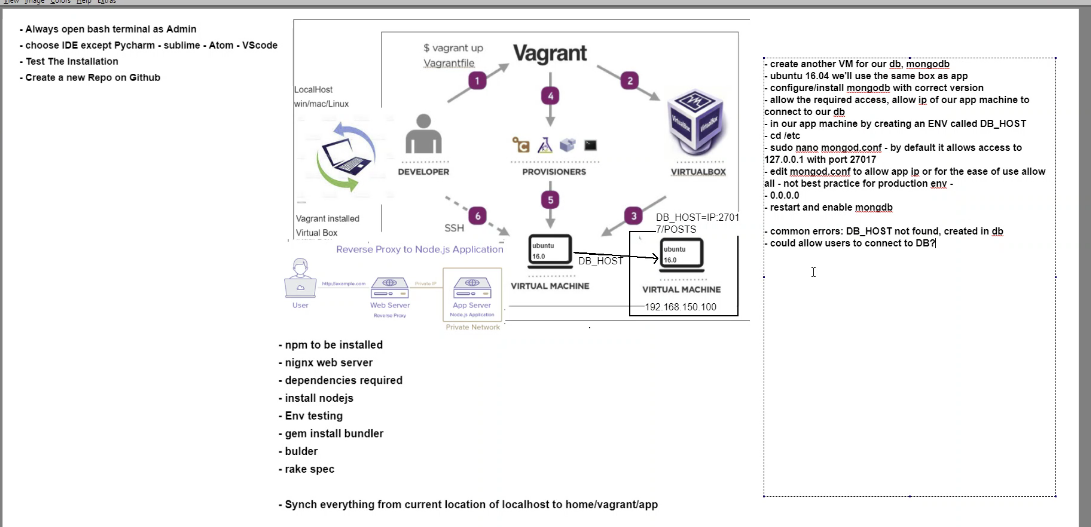 View Image Colors Help Extras
- Always open bash terminal as Admin
- choose IDE except Pycharm - sublime - Atom - VScode
- Test The Installation
- Create a new Repo on Github
$ vagrant up
Vagrantfile
Vagrant
1
2
4
LocalHost
win/mac/Linux
DEVELOPER
PROVISIONERS
VIRTUALBOX
Vagrant installed
Virtual Box
6
SSH
5
3
DB_HOST=IP:2701
7/POSTS
ubuntu
16.0
DB_HOST
ubuntu
16.0
VIRTUAL MACHINE
VIRTUAL MACHINE
192.168.150.100
Reverse Proxy to Node.js Application
http://example.com
Private IP
User
Web Server
Reverse Proxy
App Server
Node.js Application
Private Network
- npm to be installed
- nignx web server
- dependencies required
- install nodejs
- Env testing
- gem install bundler
- bulder
- rake spec
- Synch everything from current location of localhost to home/vagrant/app
- create another VM for our db, mongodb
- ubuntu 16.04 we'll use the same box as app
- configure/install mongodb with correct version
- allow the required access, allow ip of our app machine to
connect to our db
- in our app machine by creating an ENV called DB_HOST
- cd /etc
- sudo nano mongod.conf - by default it allows access to
127.0.0.1 with port 27017
- edit mongod.conf to allow app ip or for the ease of use allow
all - not best practice for production env -
- 0.0.0.0
- restart and enable mongdb
- common errors: DB_HOST not found, created in db
- could allow users to connect to DB?